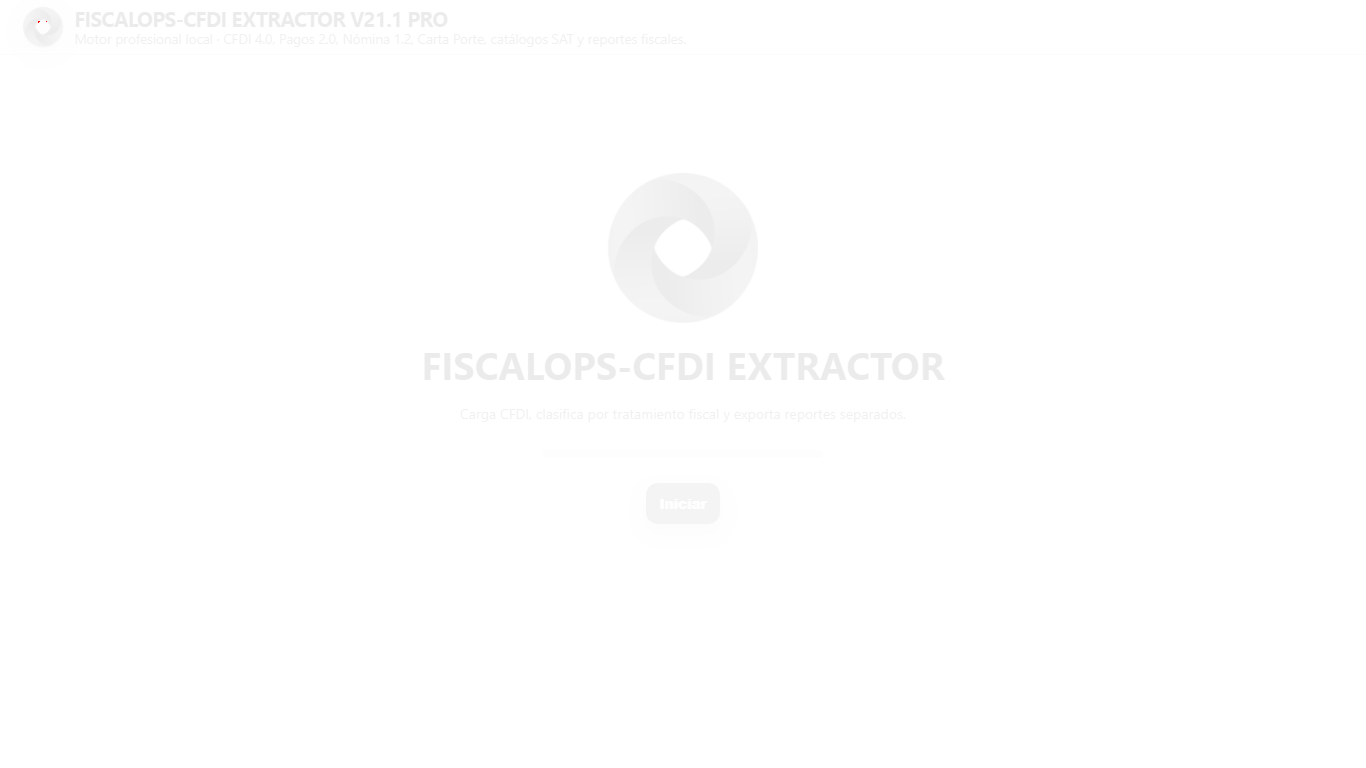 FISCALOPS-CFDI EXTRACTOR V21.1 PRO
Motor profesional local · CFDI 4.0, Pagos 2.0, Nómina 1.2, Carta Porte, catálogos SAT y reportes fiscales.
FISCALOPS-CFDI EXTRACTOR
Carga CFDI, clasifica por tratamiento fiscal y exporta reportes separados.
Iniciar